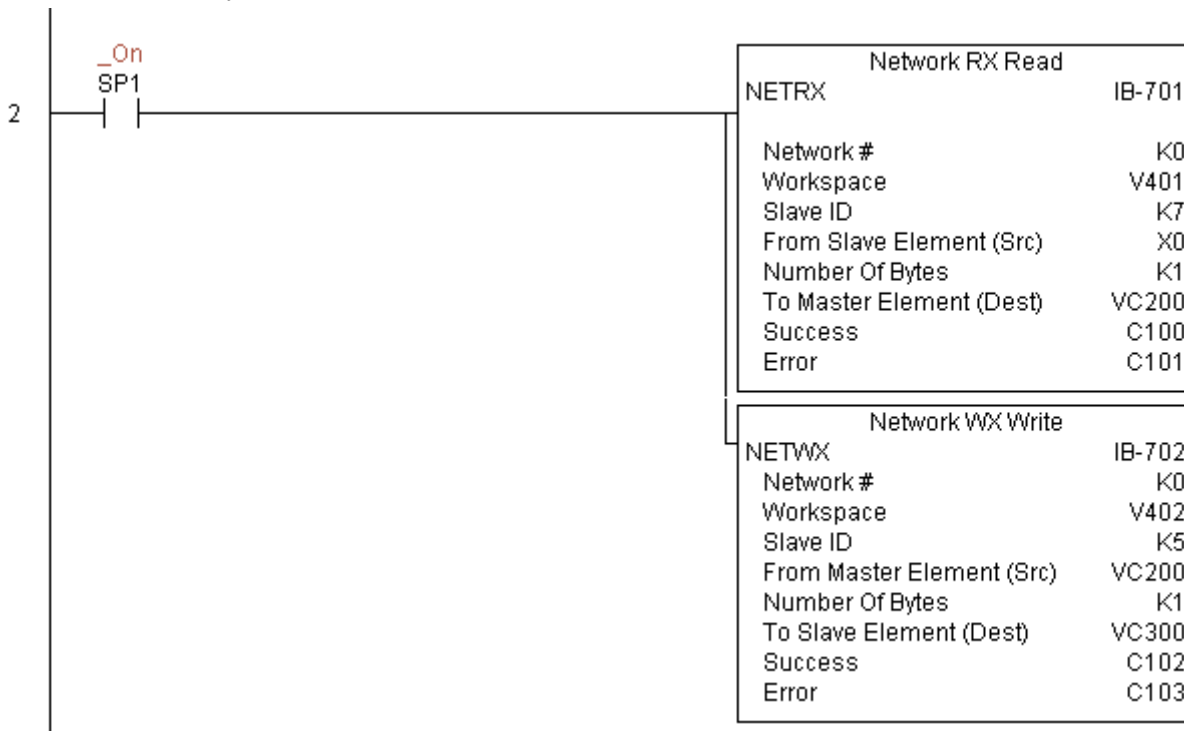 _On
SP1
2
Network RX Read
NETRX IB-701
Network # K0
Workspace V401
Slave ID K7
From Slave Element (Src) X0
Number Of Bytes K1
To Master Element (Dest) VC200
Success C100
Error C101
Network WX Write
NETWX IB-702
Network # K0
Workspace V402
Slave ID K5
From Master Element (Src) VC200
Number Of Bytes K1
To Slave Element (Dest) VC300
Success C102
Error C103